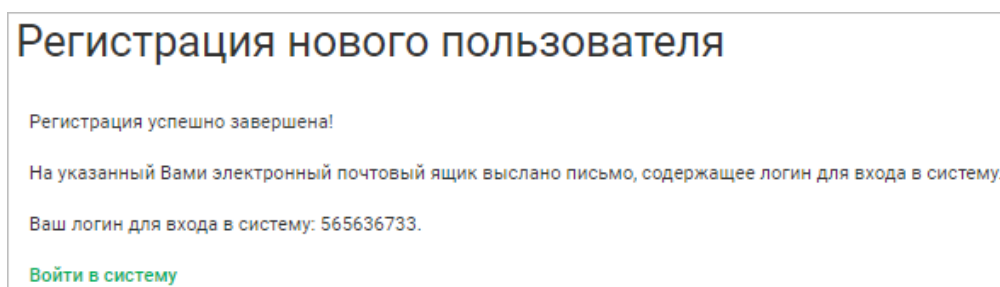 Регистрация нового пользователя
Регистрация успешно завершена!
На указанный Вами электронный почтовый ящик выслано письмо, содержащее логин для входа в систему.
Ваш логин для входа в систему: 565636733.
Войти в систему